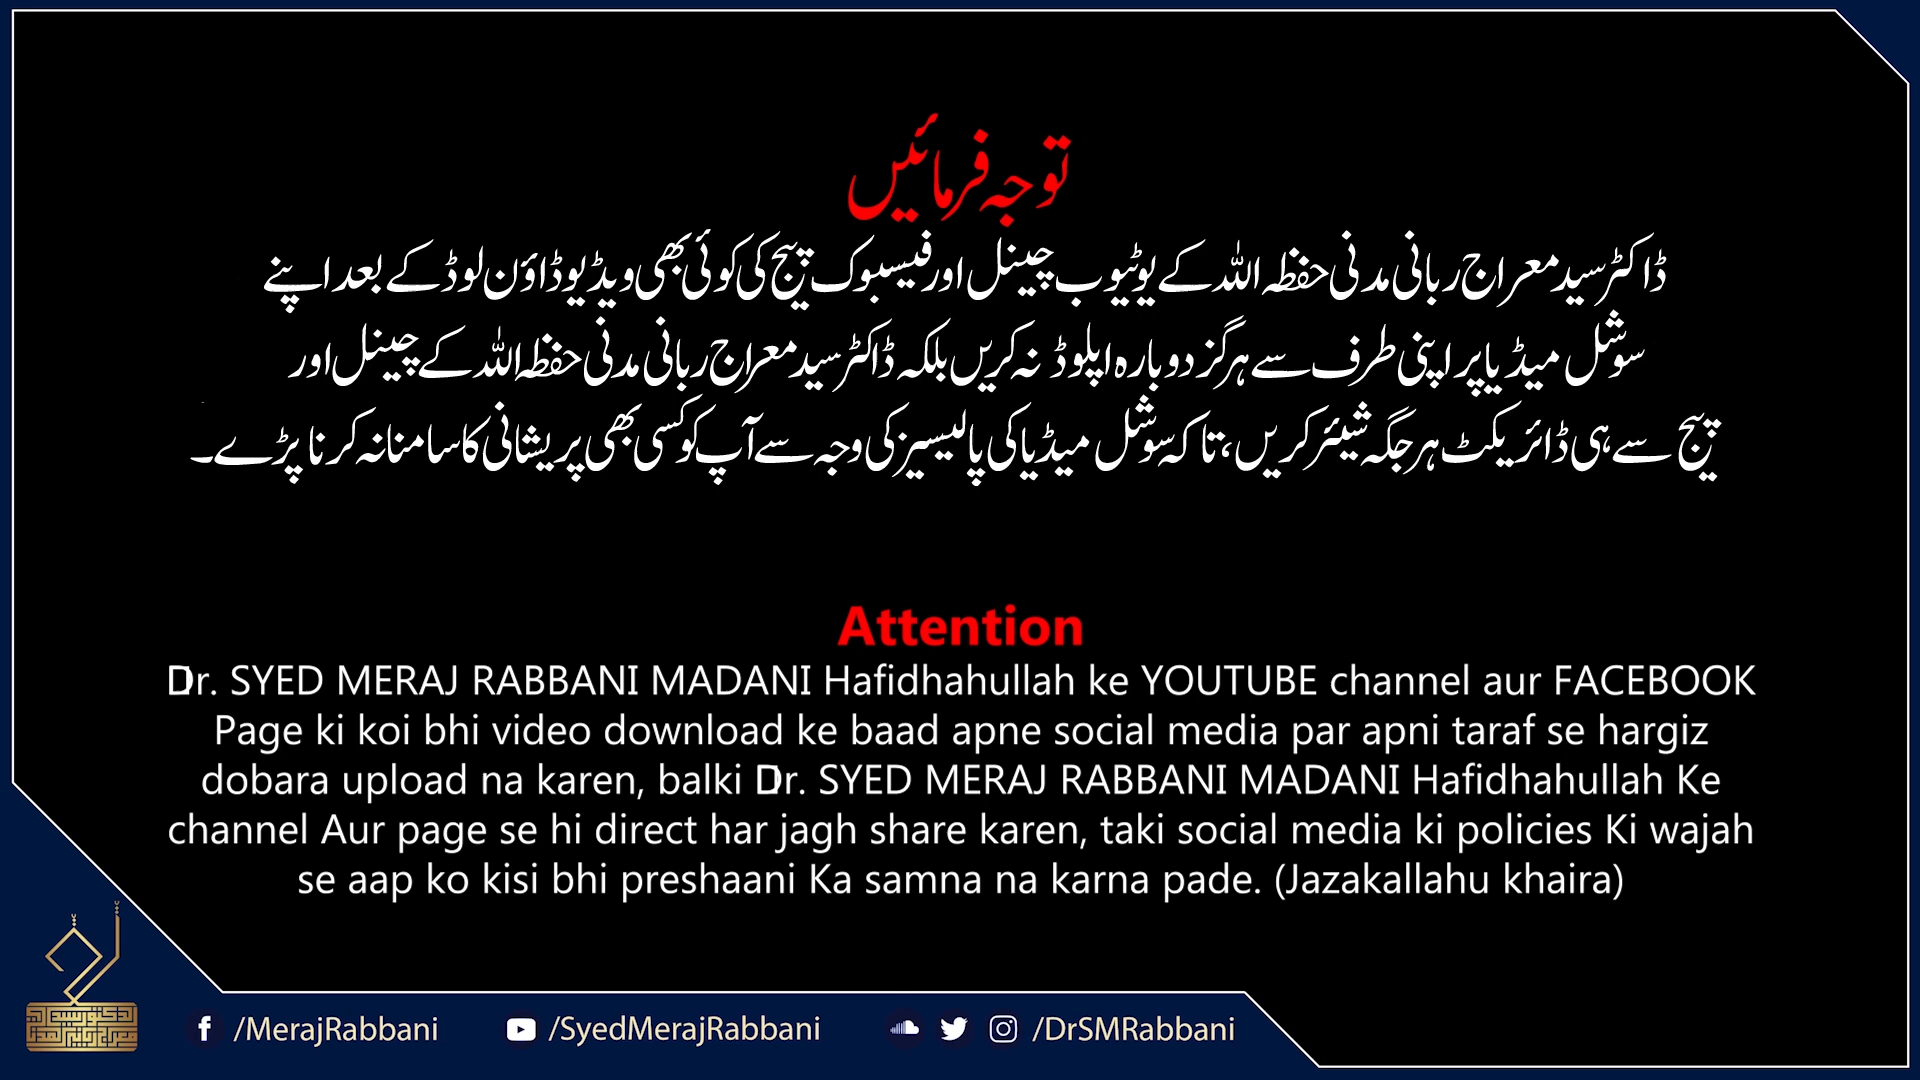 توجہ فرمائیں
ڈاکٹر سید معراج ربانی مدنی حفظہ اللہ کے یوٹیوب چینل اور فیسبوک پیج کی کوئی بھی ویڈیو ڈاؤن لوڈ کے بعد اپنے
سوشل میڈیا پر اپنی طرف سے ہرگز دوبارہ اپلوڈ نہ کریں بلکہ ڈاکٹر سید معراج ربانی مدنی حفظہ اللہ کے چینل اور
پیج سے ہی ڈائریکٹ ہر جگہ شیئر کریں، تاکہ سوشل میڈیا کی پالیسیز کی وجہ سے آپ کو کسی بھی پریشانی کا سامنا نہ کرنا پڑے۔
Attention
Dr. SYED MERAJ RABBANI MADANI Hafidhahullah ke YOUTUBE channel aur FACEBOOK
Page ki koi bhi video download ke baad apne social media par apni taraf se hargiz
dobara upload na karen, balki Dr. SYED MERAJ RABBANI MADANI Hafidhahullah Ke
channel Aur page se hi direct har jagh share karen, taki social media ki policies Ki wajah
se aap ko kisi bhi preshaani Ka samna na karna pade. (Jazakallahu khaira)
/MerajRabbani /SyedMerajRabbani /DrSMRabbani